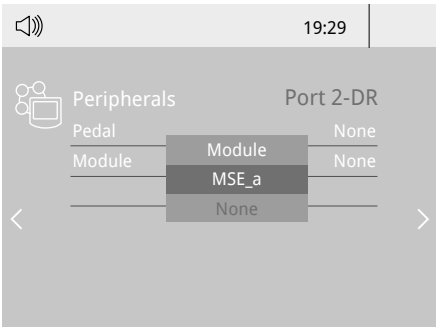 19:29
Peripherals Port 2-DR
Pedal None
Module None
Module
MSE_a
None